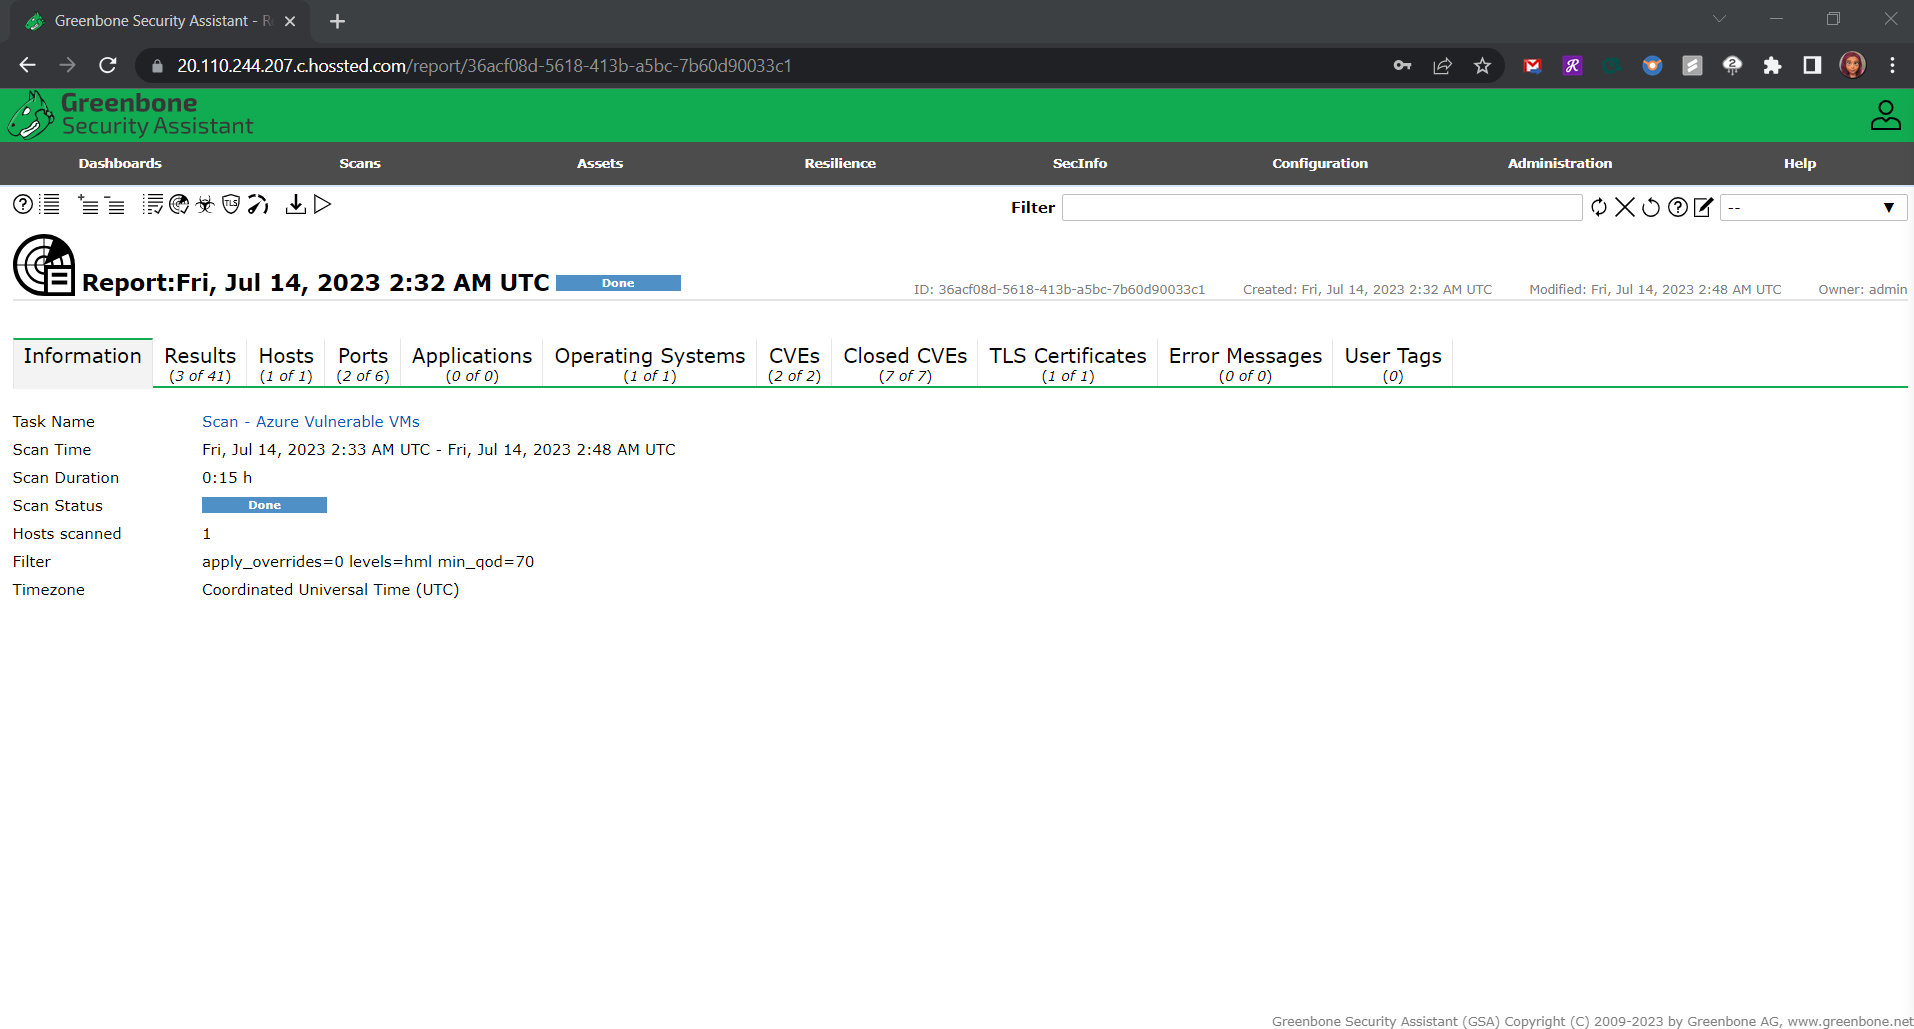 Greenbone Security Assistant - Re
20.110.244.207.c.hossted.com/report/36acf08d-5618-413b-a5bc-7b60d90033c1
Greenbone
Security Assistant
Dashboards Scans Assets Resilience SecInfo Configuration Administration Help
TLS Filter --
Report:Fri, Jul 14, 2023 2:32 AM UTC Done ID: 36acf08d-5618-413b-a5bc-7b60d90033c1 Created: Fri, Jul 14, 2023 2:32 AM UTC Modified: Fri, Jul 14, 2023 2:48 AM UTC Owner: admin
Information Results Hosts Ports Applications Operating Systems CVEs Closed CVEs TLS Certificates Error Messages User Tags
(3 of 41) (1 of 1) (2 of 6) (0 of 0) (1 of 1) (2 of 2) (7 of 7) (1 of 1) (0 of 0) (0)
Task Name Scan - Azure Vulnerable VMs
Scan Time Fri, Jul 14, 2023 2:33 AM UTC - Fri, Jul 14, 2023 2:48 AM UTC
Scan Duration 0:15 h
Scan Status Done
Hosts scanned 1
Filter apply_overrides=0 levels=hml min_qod=70
Timezone Coordinated Universal Time (UTC)
Greenbone Security Assistant (GSA) Copyright (C) 2009-2023 by Greenbone AG, www.greenbone.net